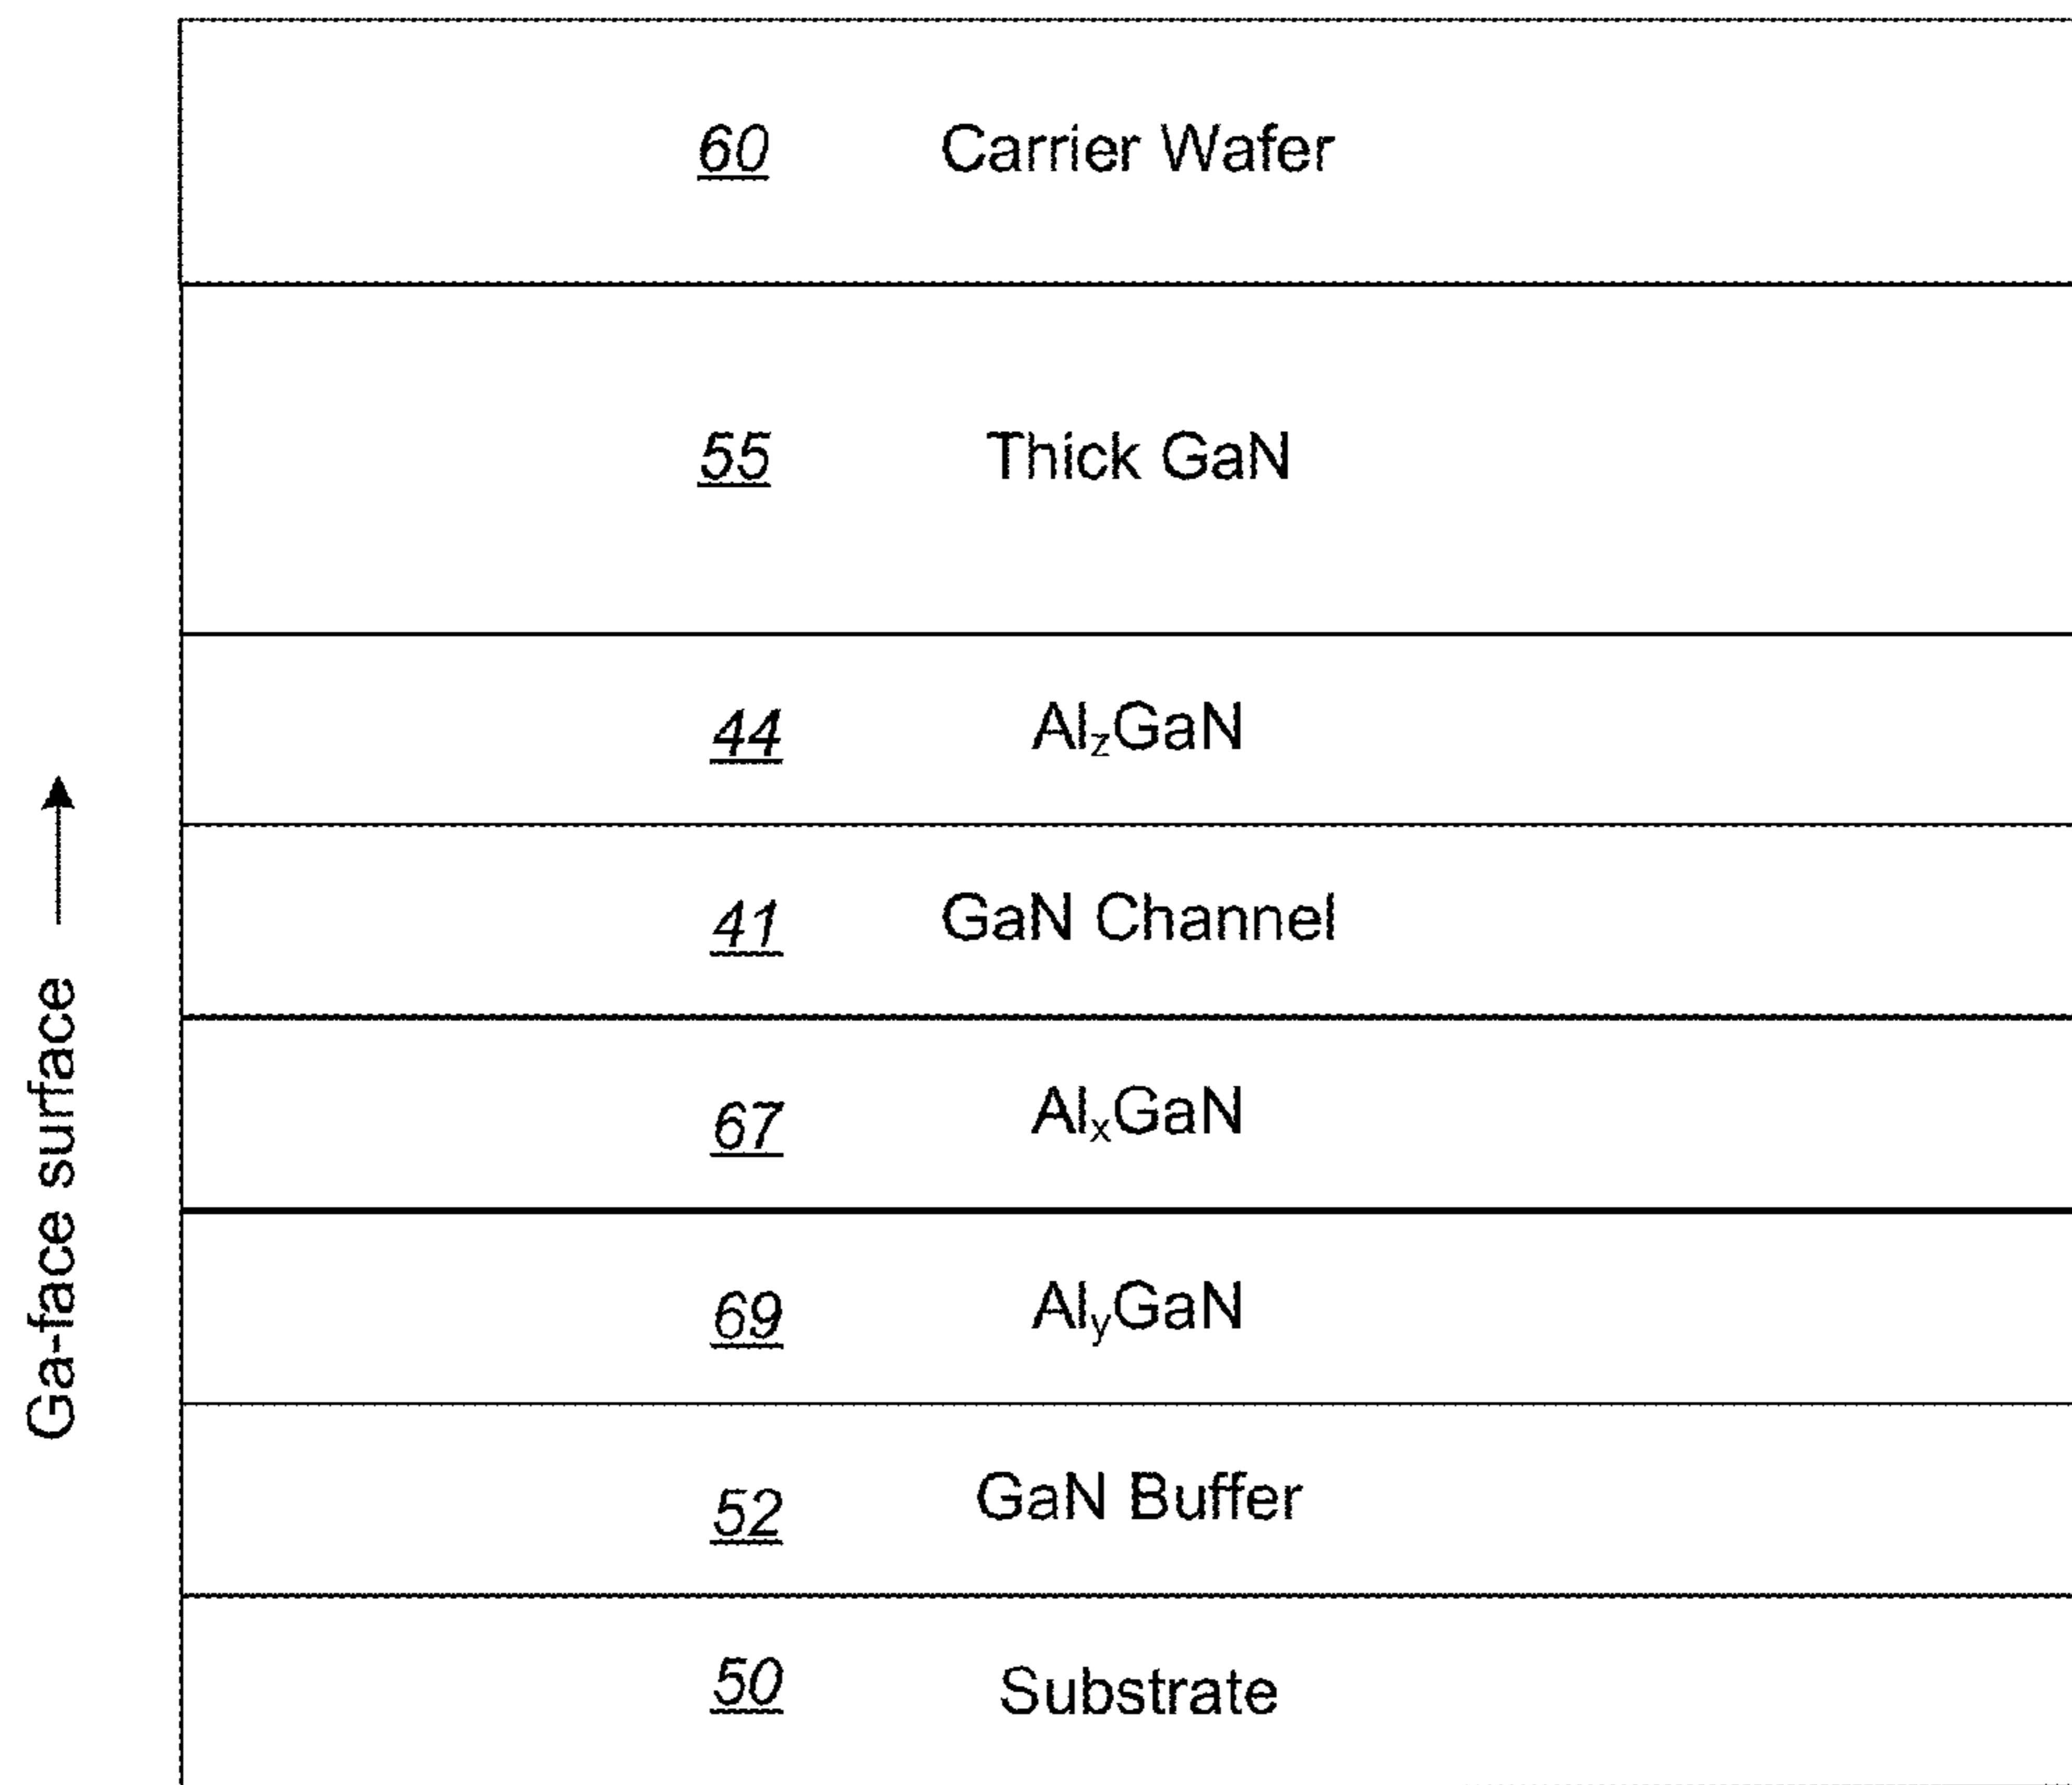 60 Carrier Wafer
55 Thick GaN
44 AlzGaN
41 GaN Channel
67 AlxGaN
69 AlyGaN
52 GaN Buffer
50 Substrate
Ga-face surface